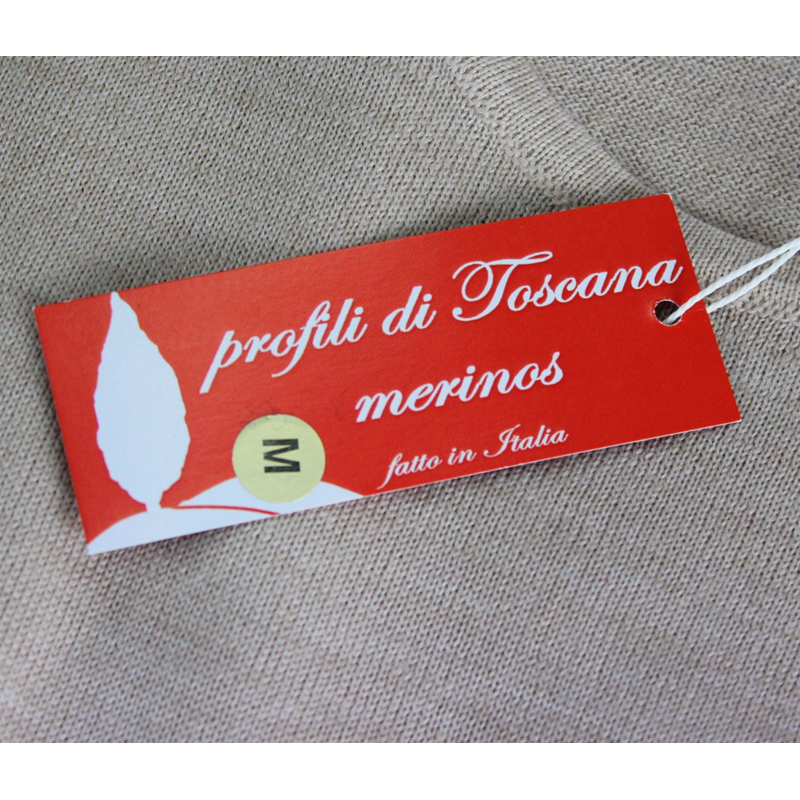 profili di Toscana
merinos
fatto in Italia
M